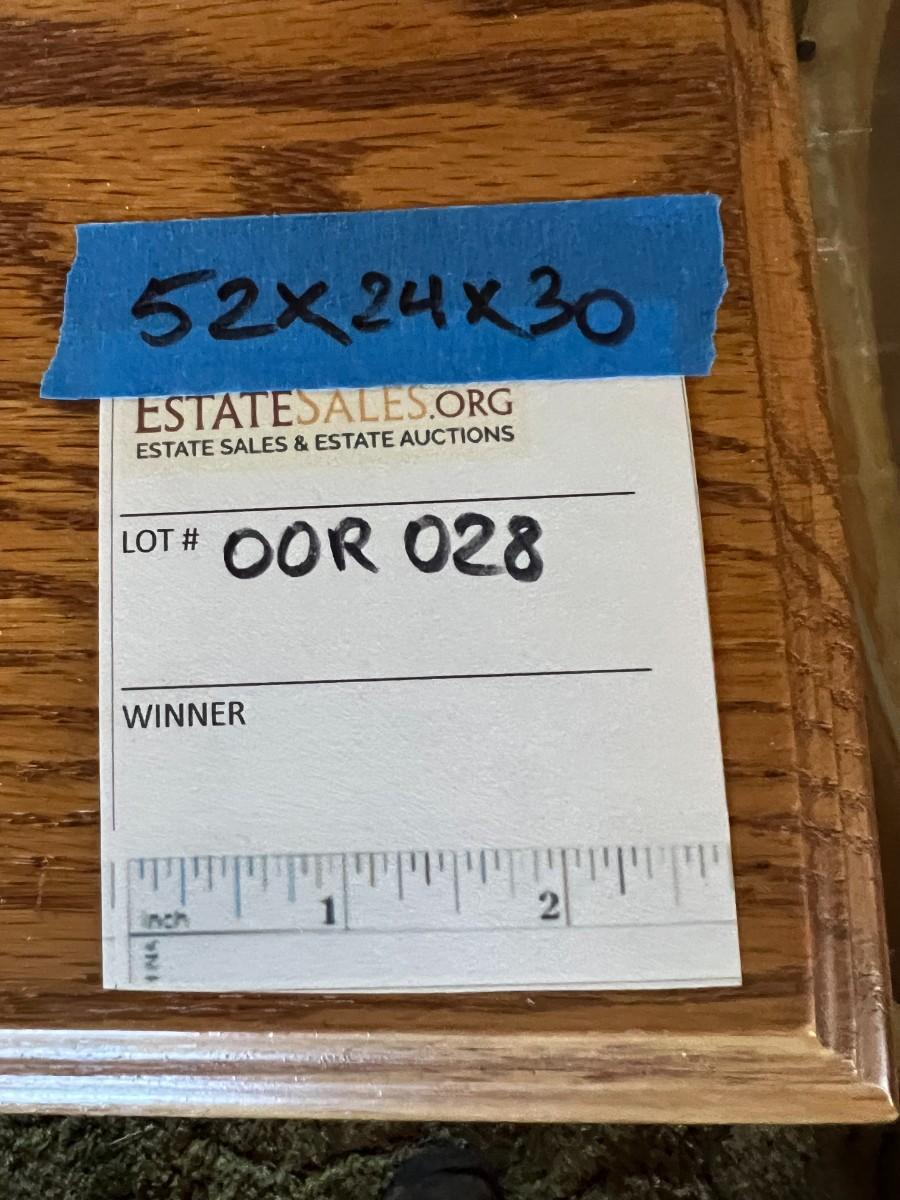 52x24x30
ESTATESALES.ORG
ESTATE SALES & ESTATE AUCTIONS
LOT # OOR 028
WINNER
Inch 1 2